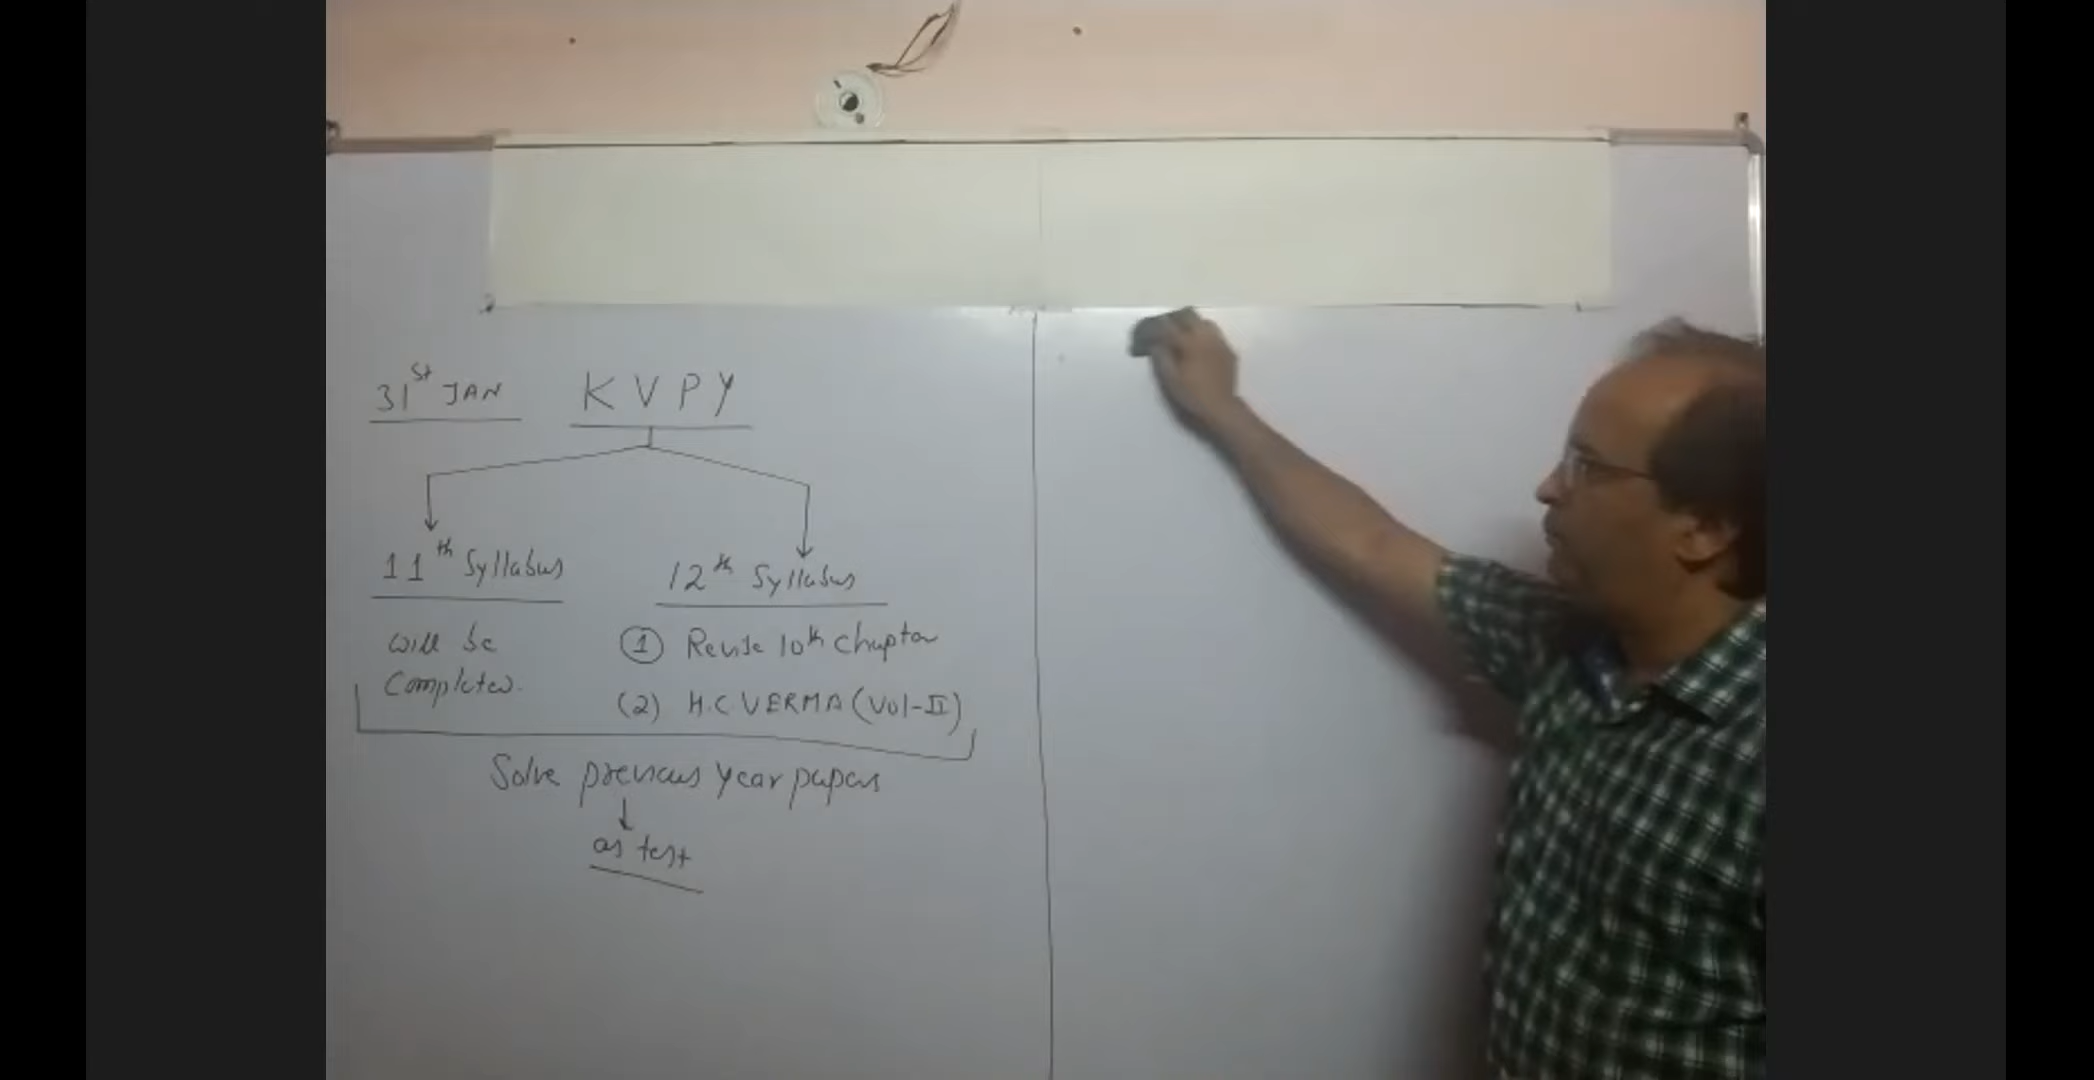 31st JAN KVPY
11th Syllabus
will be
Completed.
12th Syllabus
(1) Revise 10th chapter
(2) H.C VERMA (Vol-II)
Solve previous year papers
as test